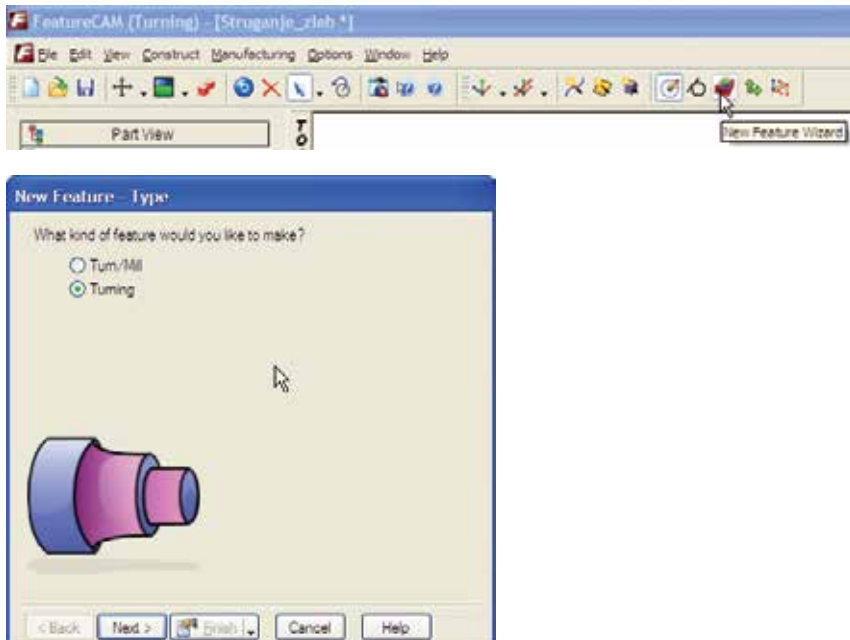 FeatureCAM (Turning) - [Struganje_zleb *]
File Edit View Construct Manufacturing Options Window Help
Part View
TO
New Feature Wizard
New Feature - Type
What kind of feature would you like to make?
Turn/Mill
Turning
< Back Next > Finish Cancel Help